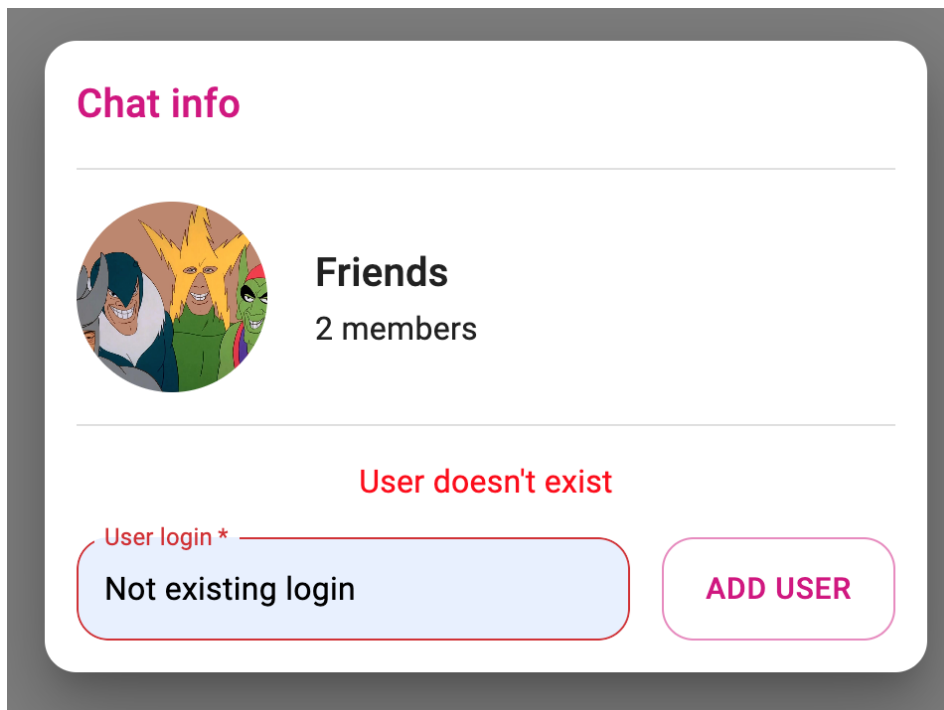 Chat info
Friends
2 members
User doesn't exist
User login *
Not existing login
ADD USER